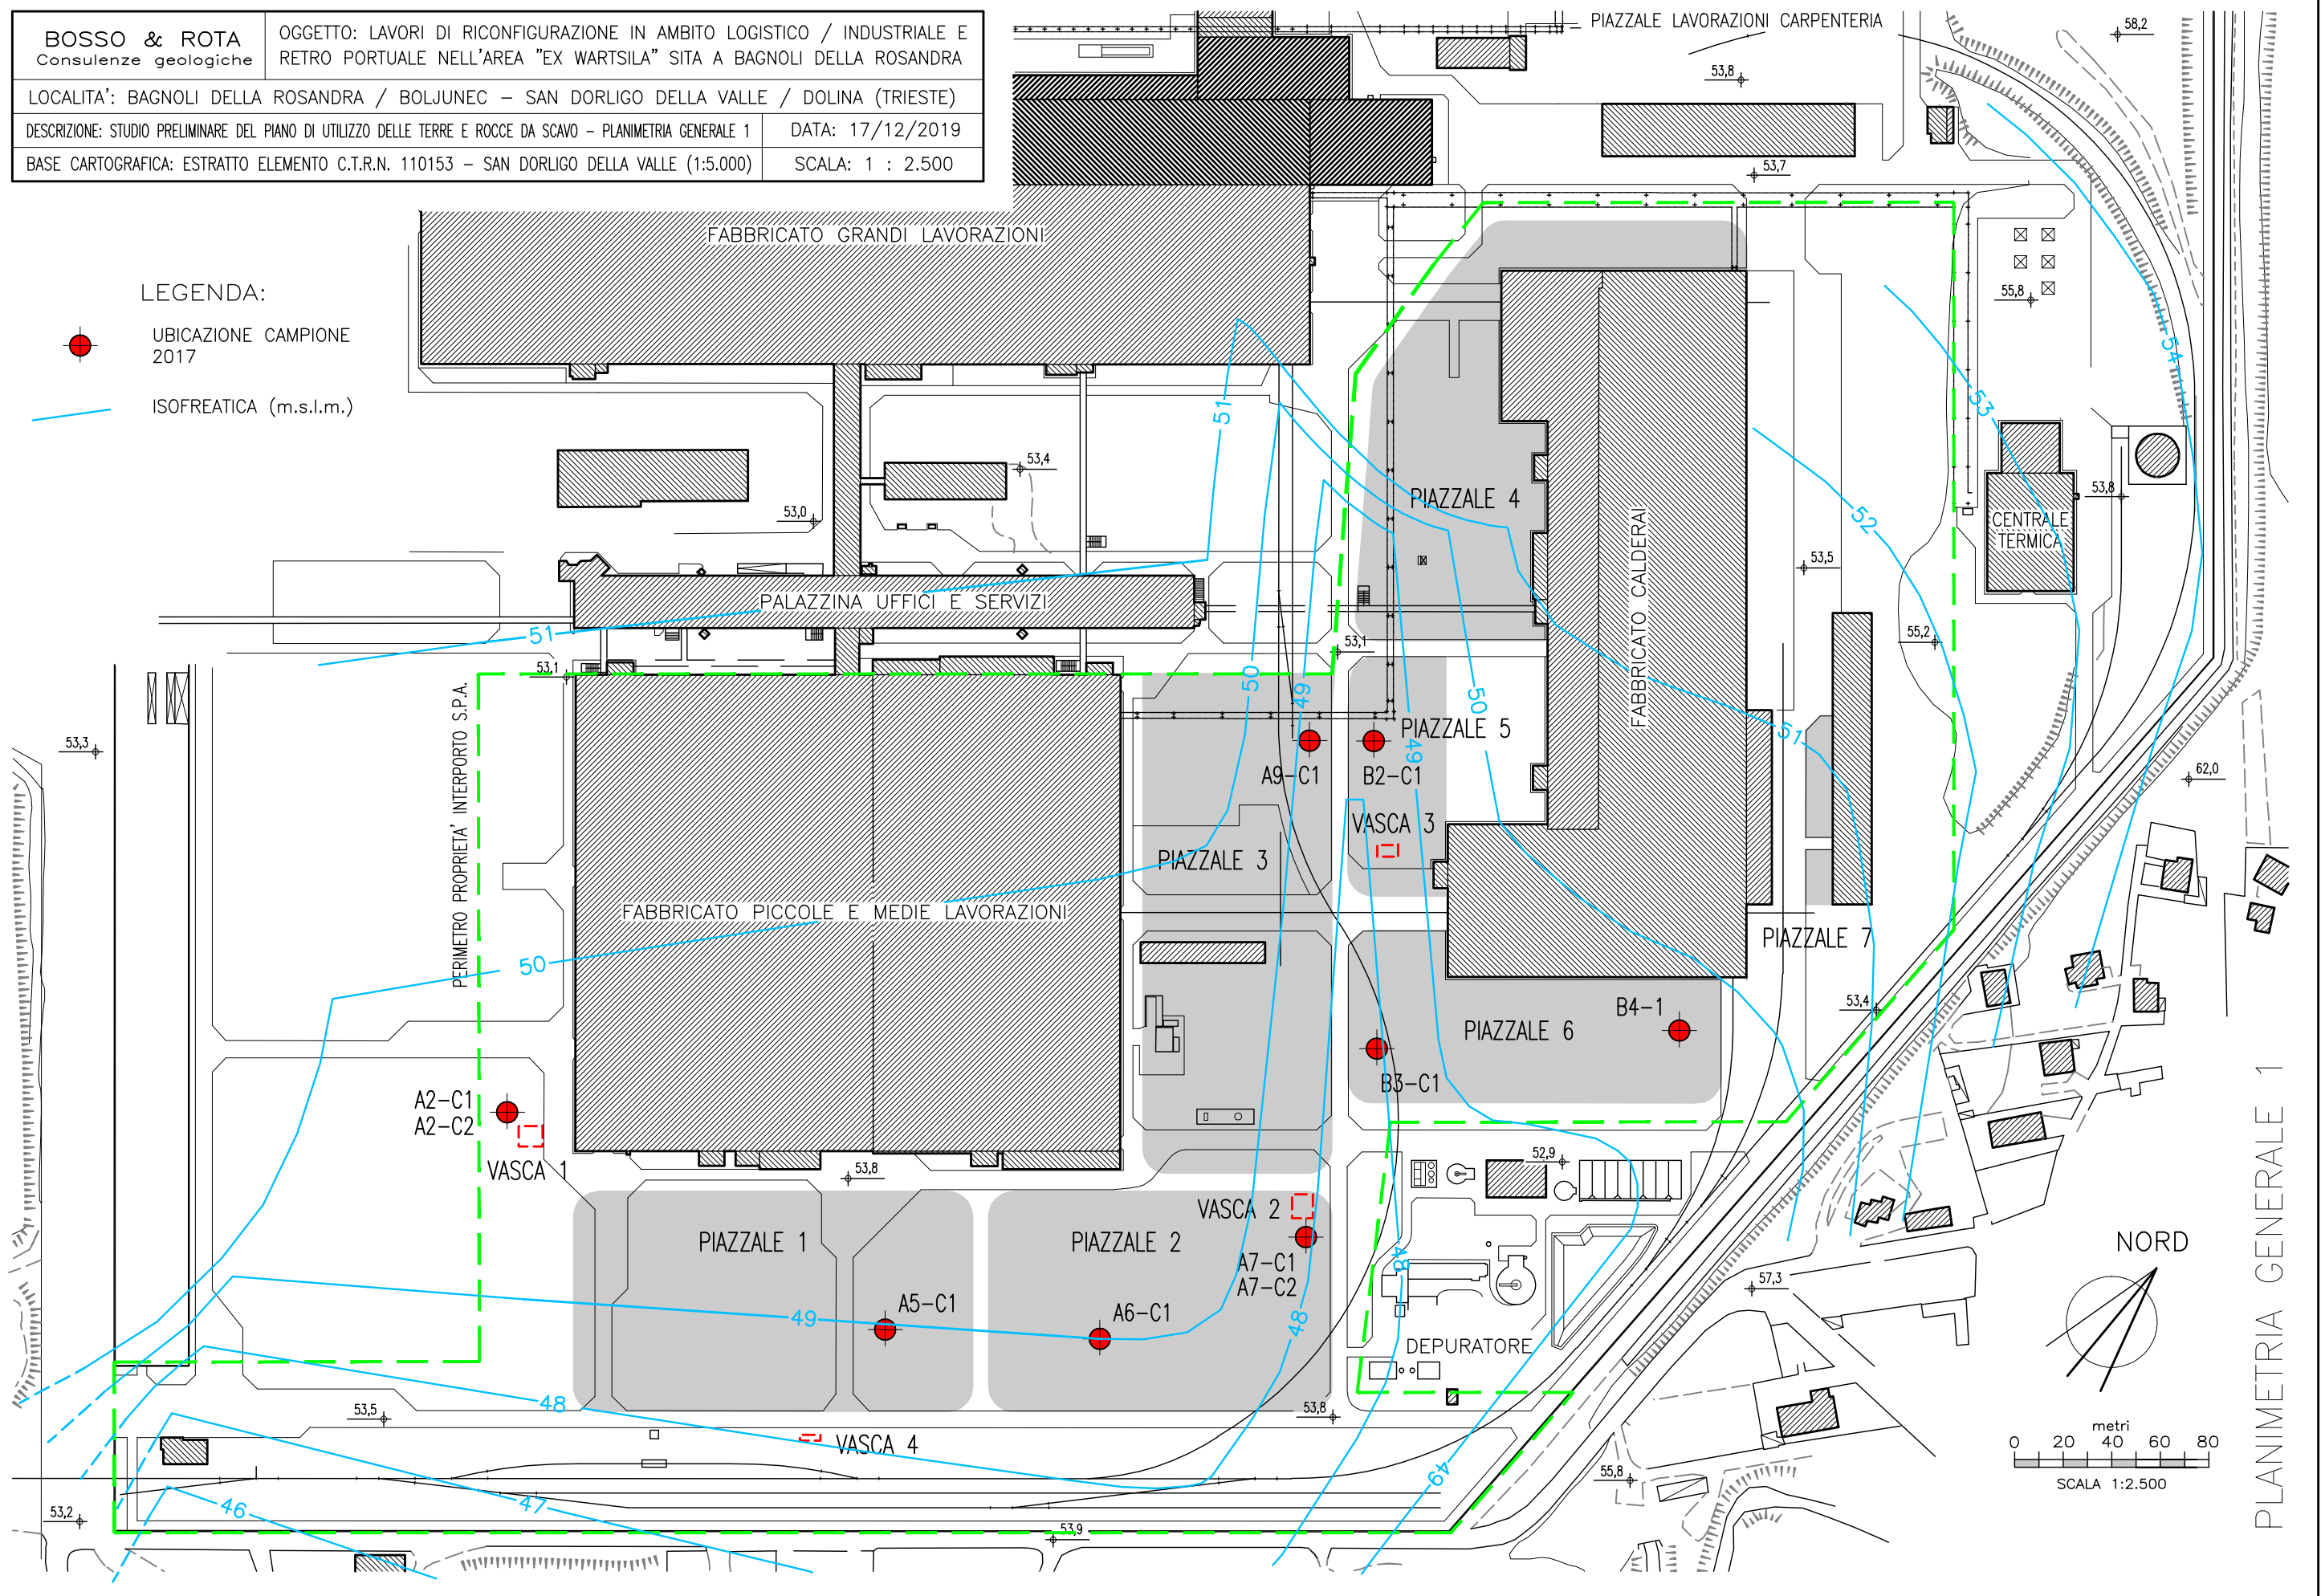 BOSSO & ROTA
Consulenze geologiche
OGGETTO: LAVORI DI RICONFIGURAZIONE IN AMBITO LOGISTICO / INDUSTRIALE E
RETRO PORTUALE NELL'AREA "EX WARTSILA" SITA A BAGNOLI DELLA ROSANDRA
LOCALITA': BAGNOLI DELLA ROSANDRA / BOLJUNEC – SAN DORLIGO DELLA VALLE / DOLINA (TRIESTE)
DESCRIZIONE: STUDIO PRELIMINARE DEL PIANO DI UTILIZZO DELLE TERRE E ROCCE DA SCAVO – PLANIMETRIA GENERALE 1
DATA: 17/12/2019
BASE CARTOGRAFICA: ESTRATTO ELEMENTO C.T.R.N. 110153 – SAN DORLIGO DELLA VALLE (1:5.000)
SCALA: 1 : 2.500
PIAZZALE LAVORAZIONI CARPENTERIA
58,2
53,8
53,7
FABBRICATO GRANDI LAVORAZIONI
LEGENDA:
UBICAZIONE CAMPIONE
2017
ISOFREATICA (m.s.l.m.)
55,8
54
53
51
53,4
53,0
PIAZZALE 4
52
53,8
CENTRALE
TERMICA
FABBRICATO CALDERAI
53,5
PALAZZINA UFFICI E SERVIZI
51
53,1
53,1
55,2
50
49
50
PERIMETRO PROPRIETA' INTERPORTO S.P.A.
53,3
PIAZZALE 5
49
51
A9–C1
B2–C1
62,0
VASCA 3
PIAZZALE 3
FABBRICATO PICCOLE E MEDIE LAVORAZIONI
PIAZZALE 7
50
53,4
B4–1
PIAZZALE 6
B3–C1
A2–C1
A2–C2
VASCA 1
53,8
52,9
VASCA 2
PIAZZALE 1
PIAZZALE 2
A7–C1
A7–C2
48
57,3
NORD
A5–C1
A6–C1
49
48
DEPURATORE
48
53,5
53,8
VASCA 4
49
55,8
metri
0 20 40 60 80
SCALA 1:2.500
46
47
53,2
53,9
PLANIMETRIA GENERALE 1